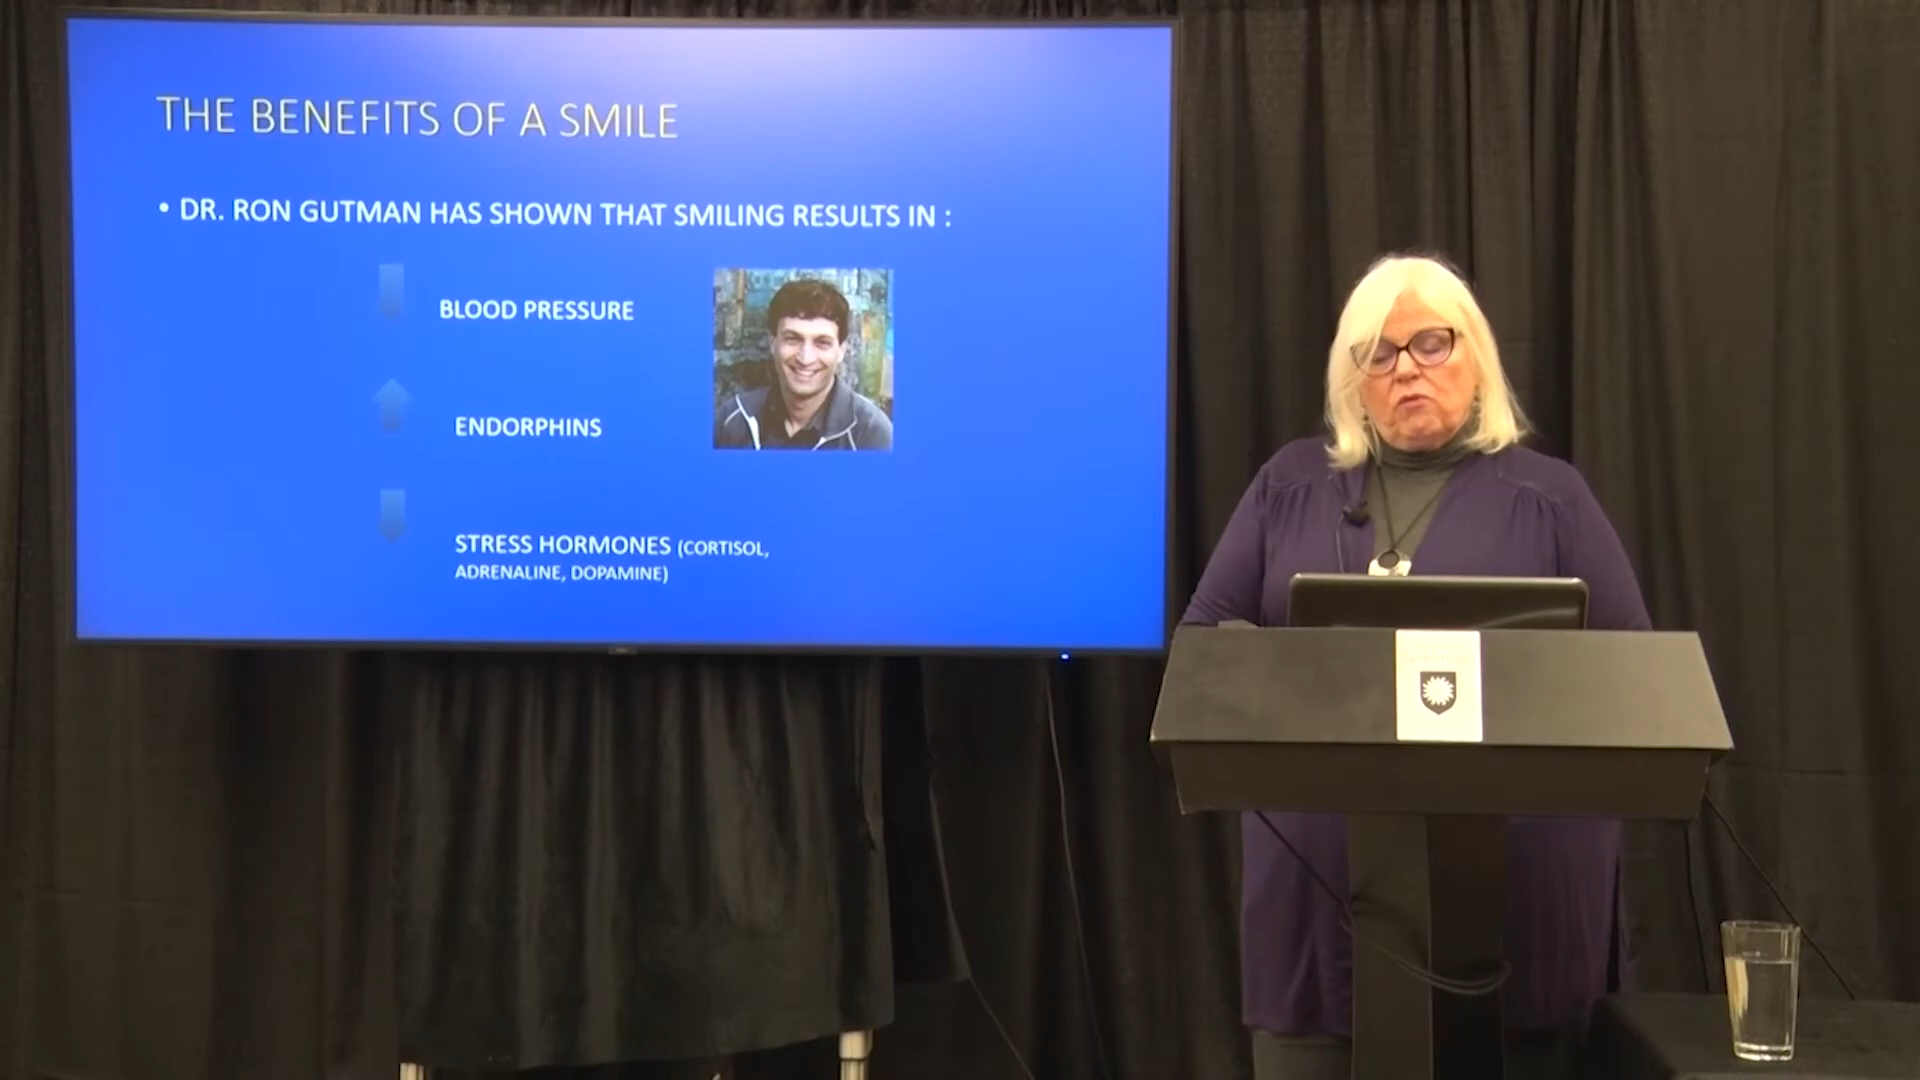 THE BENEFITS OF A SMILE
• DR. RON GUTMAN HAS SHOWN THAT SMILING RESULTS IN :
BLOOD PRESSURE
ENDORPHINS
STRESS HORMONES (CORTISOL,
ADRENALINE, DOPAMINE)